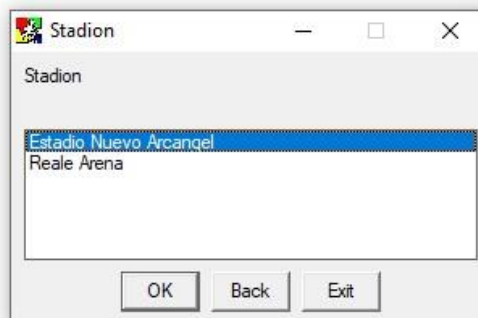 Stadion
Stadion
Estadio Nuevo Arcangel
Reale Arena
OK Back Exit